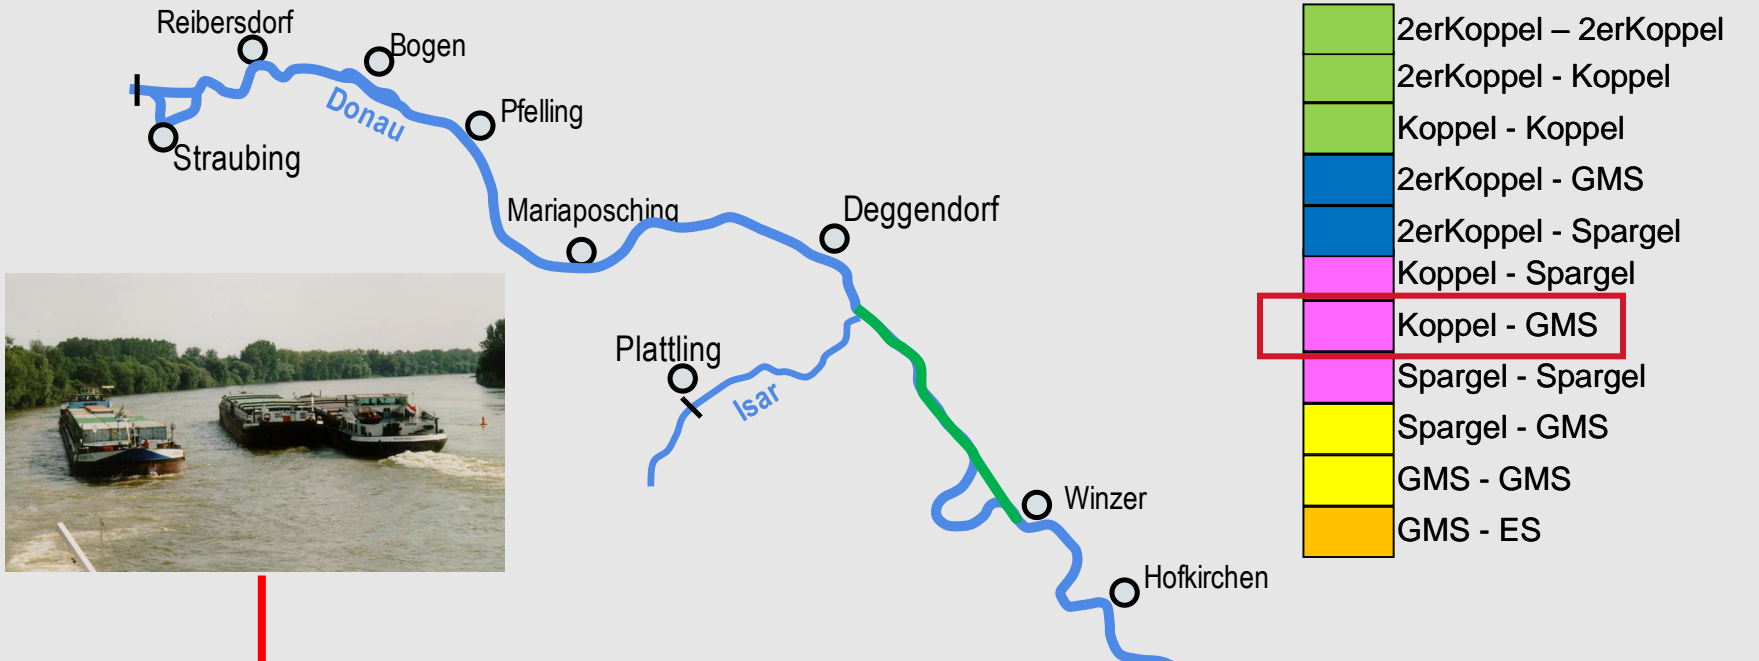 Reibersdorf
Bogen
Donau
Pfelling
Straubing
Mariaposching
Deggendorf
Plattling
Isar
Winzer
Hofkirchen
2erKoppel – 2erKoppel
2erKoppel - Koppel
Koppel - Koppel
2erKoppel - GMS
2erKoppel - Spargel
Koppel - Spargel
Koppel - GMS
Spargel - Spargel
Spargel - GMS
GMS - GMS
GMS - ES